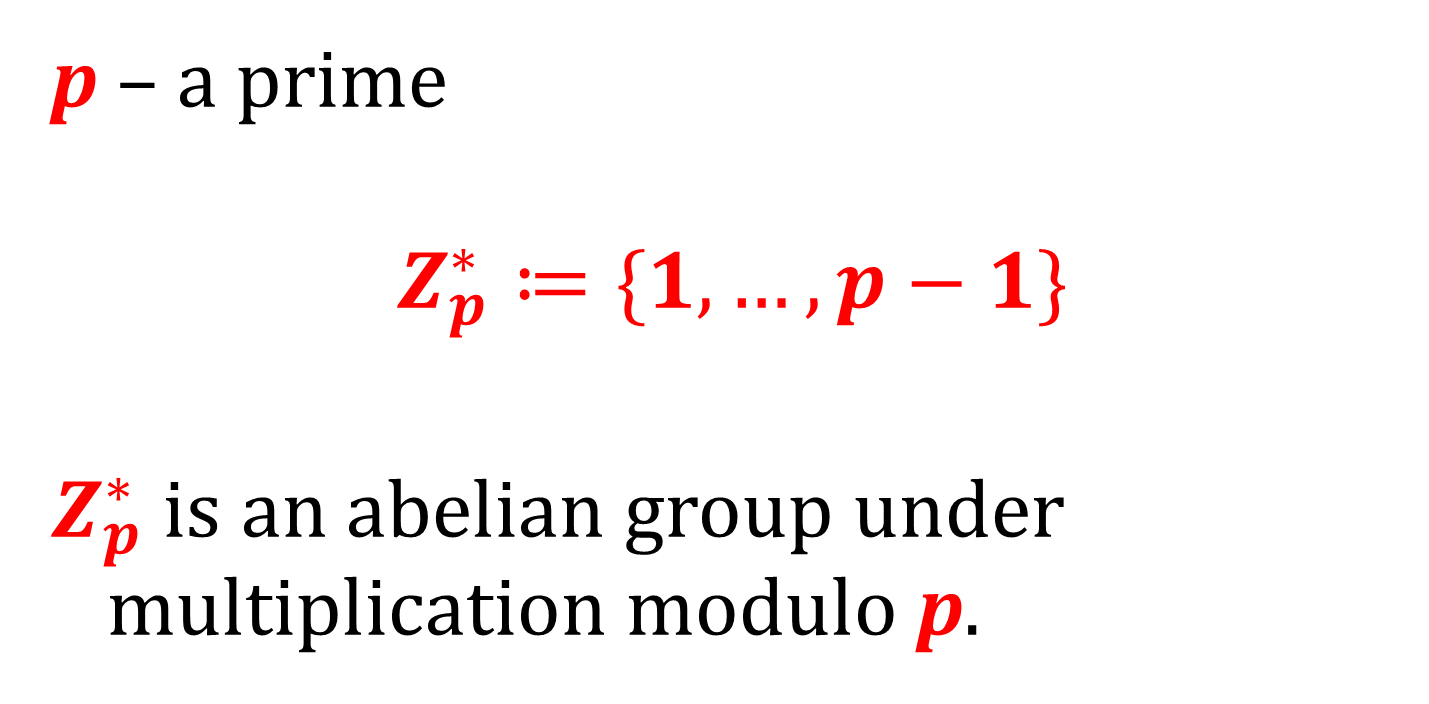 p – a prime
Z*p ≔ {1, … , p − 1}
Z*p is an abelian group under
multiplication modulo p.